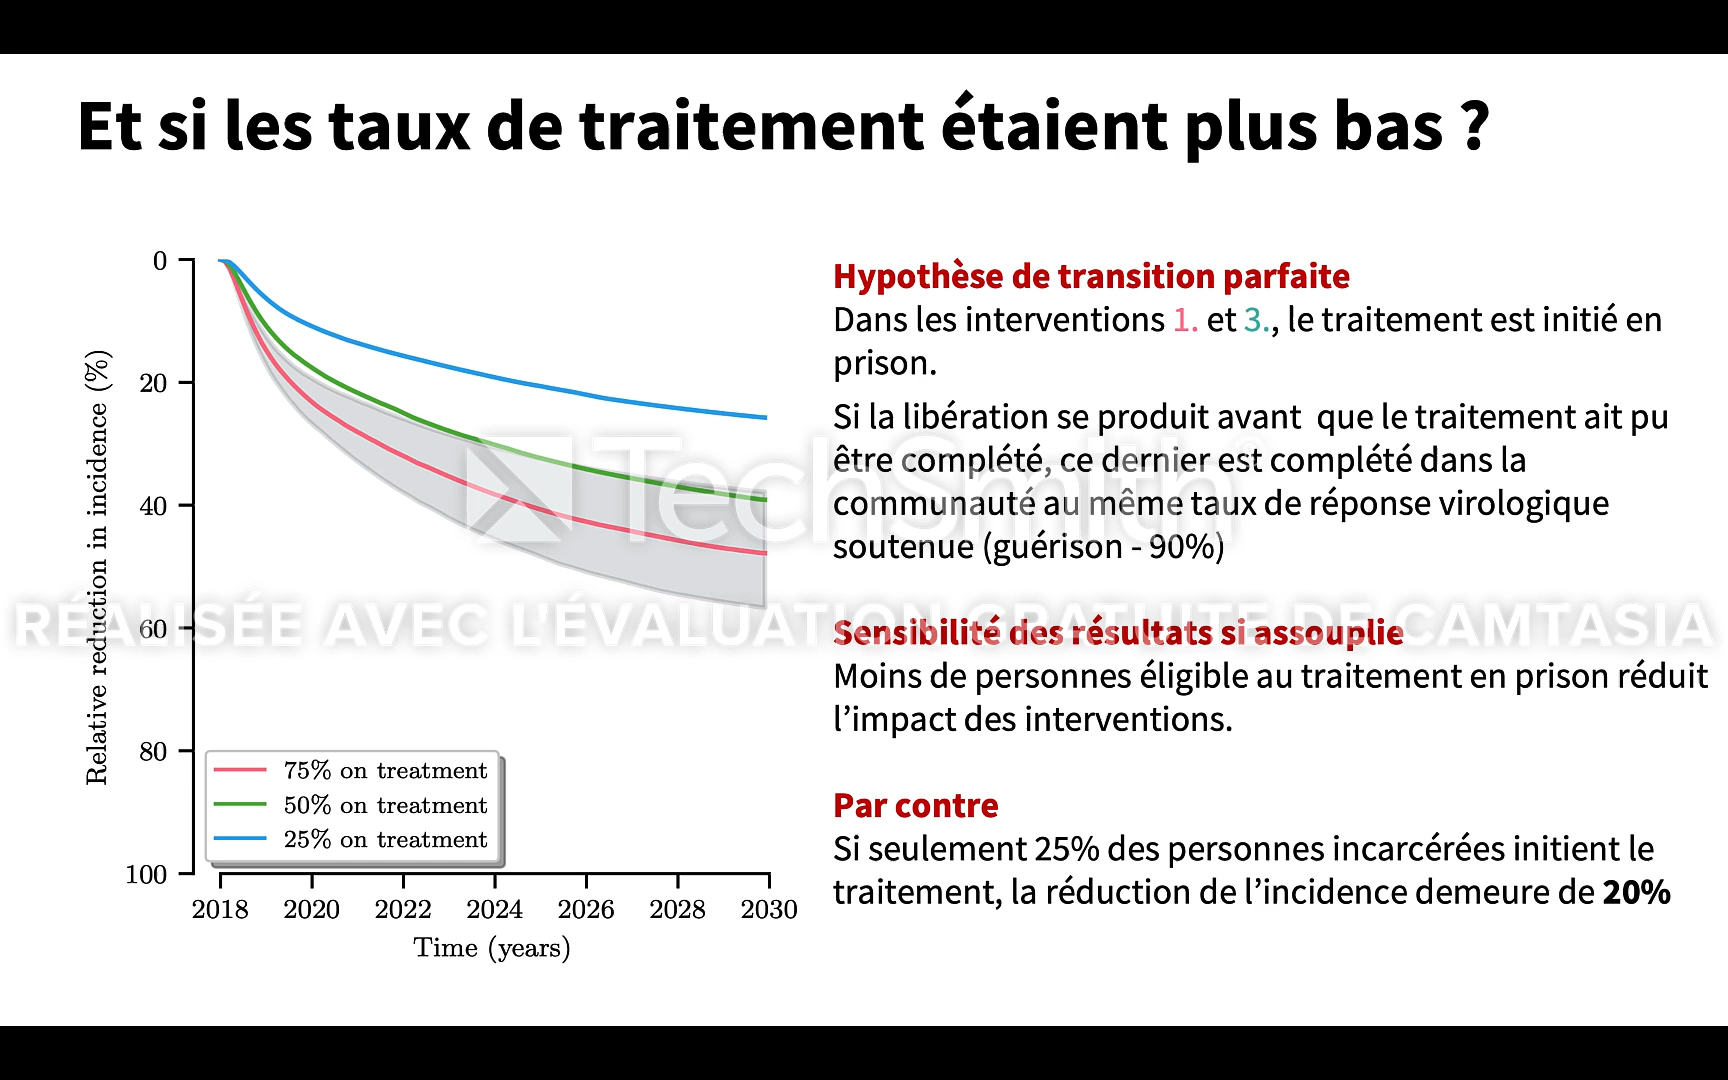 Et si les taux de traitement étaient plus bas ?
Hypothèse de transition parfaite
Dans les interventions 1. et 3., le traitement est initié en
prison.
Si la libération se produit avant  que le traitement ait pu
être complété, ce dernier est complété dans la
communauté au même taux de réponse virologique
soutenue (guérison - 90%)
Sensibilité des résultats si assouplie
Moins de personnes éligible au traitement en prison réduit
l’impact des interventions.
Par contre
Si seulement 25% des personnes incarcérées initient le
traitement, la réduction de l’incidence demeure de 20%
Relative reduction in incidence (%)
0
20
40
60
80
100
75% on treatment
50% on treatment
25% on treatment
2018 2020 2022 2024 2026 2028 2030
Time (years)
TechSmith®
RÉALISÉE AVEC L'ÉVALUATION GRATUITE DE CAMTASIA